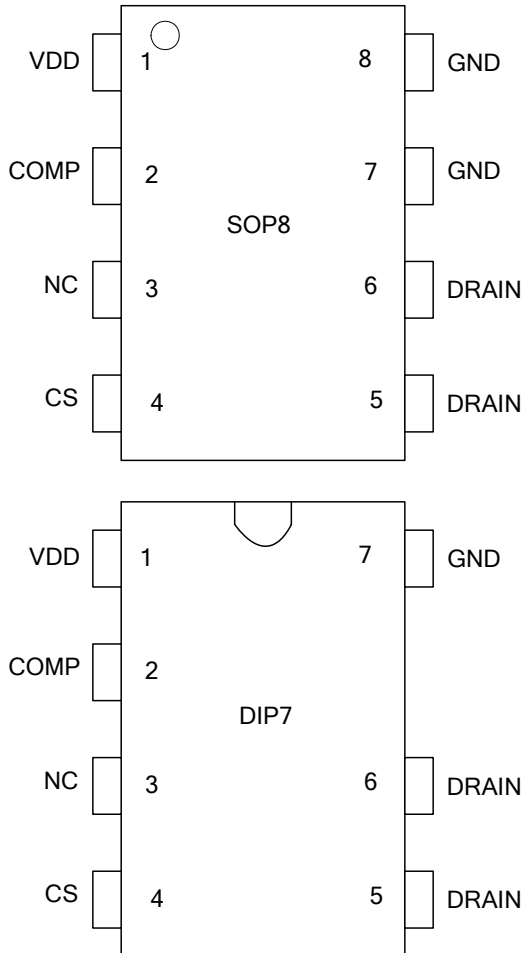 VDD 1 8 GND
COMP 2 7 GND
SOP8
NC 3 6 DRAIN
CS 4 5 DRAIN
VDD 1 7 GND
COMP 2
DIP7
NC 3 6 DRAIN
CS 4 5 DRAIN